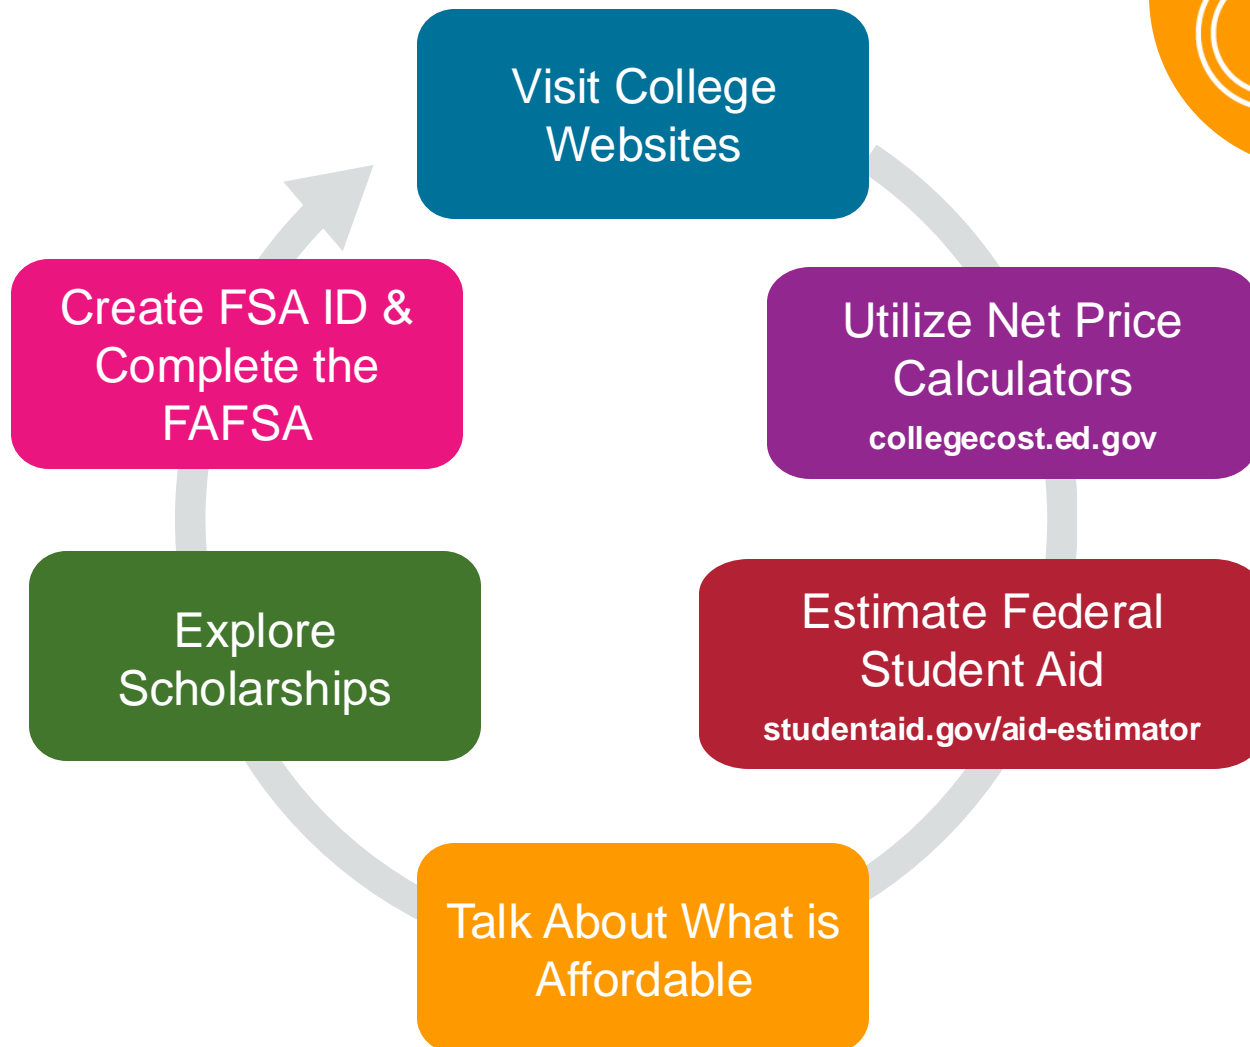 Visit College
Websites
Utilize Net Price
Calculators
collegecost.ed.gov
Estimate Federal
Student Aid
studentaid.gov/aid-estimator
Talk About What is
Affordable
Explore
Scholarships
Create FSA ID &
Complete the
FAFSA